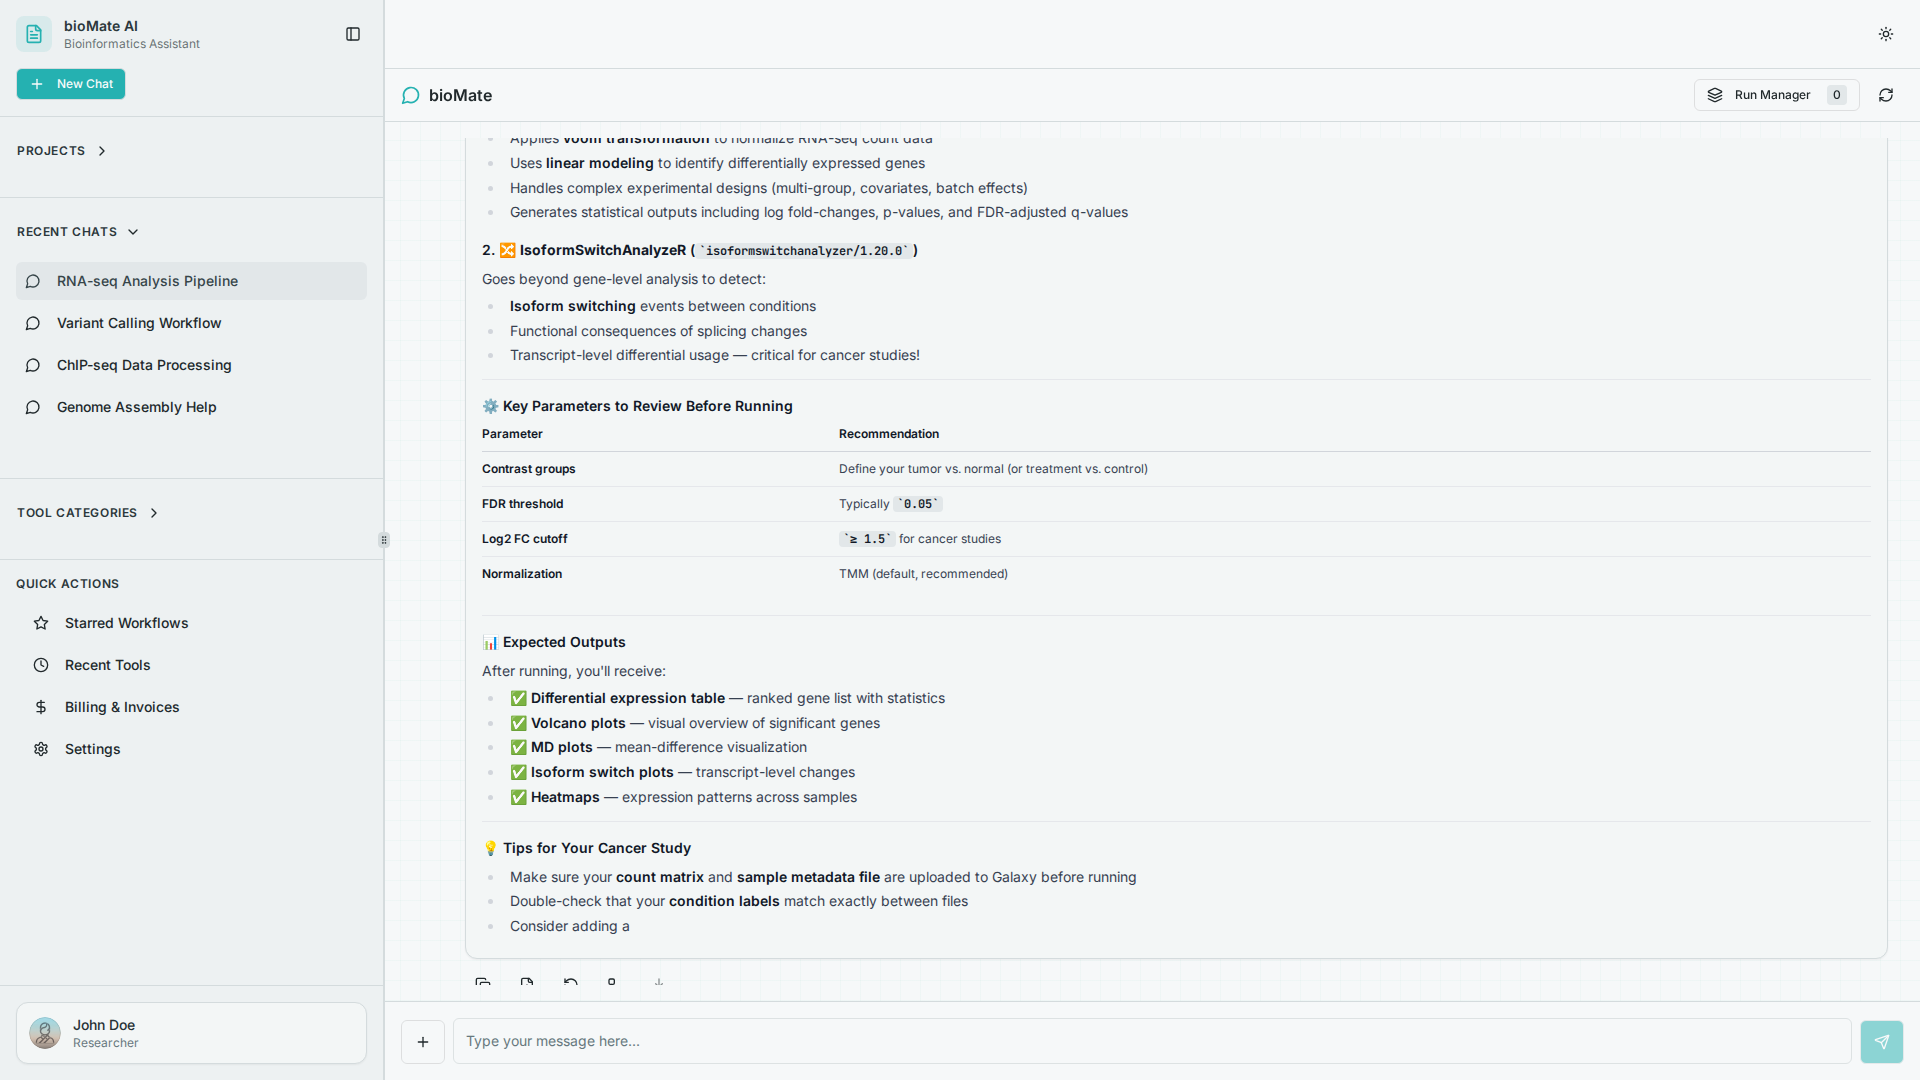 bioMate AI
Bioinformatics Assistant
New Chat
PROJECTS
RECENT CHATS
RNA-seq Analysis Pipeline
Variant Calling Workflow
ChIP-seq Data Processing
Genome Assembly Help
TOOL CATEGORIES
QUICK ACTIONS
Starred Workflows
Recent Tools
Billing & Invoices
Settings
John Doe
Researcher
bioMate
Run Manager 0
Applies voom transformation to normalize RNA-seq count data
Uses linear modeling to identify differentially expressed genes
Handles complex experimental designs (multi-group, covariates, batch effects)
Generates statistical outputs including log fold-changes, p-values, and FDR-adjusted q-values
2. 🔀 IsoformSwitchAnalyzeR (`isoformswitchanalyzer/1.20.0`)
Goes beyond gene-level analysis to detect:
Isoform switching events between conditions
Functional consequences of splicing changes
Transcript-level differential usage — critical for cancer studies!
⚙️ Key Parameters to Review Before Running
Parameter Recommendation
Contrast groups Define your tumor vs. normal (or treatment vs. control)
FDR threshold Typically `0.05`
Log2 FC cutoff `≥ 1.5` for cancer studies
Normalization TMM (default, recommended)
📊 Expected Outputs
After running, you'll receive:
✅ Differential expression table — ranked gene list with statistics
✅ Volcano plots — visual overview of significant genes
✅ MD plots — mean-difference visualization
✅ Isoform switch plots — transcript-level changes
✅ Heatmaps — expression patterns across samples
💡 Tips for Your Cancer Study
Make sure your count matrix and sample metadata file are uploaded to Galaxy before running
Double-check that your condition labels match exactly between files
Consider adding a
Type your message here...